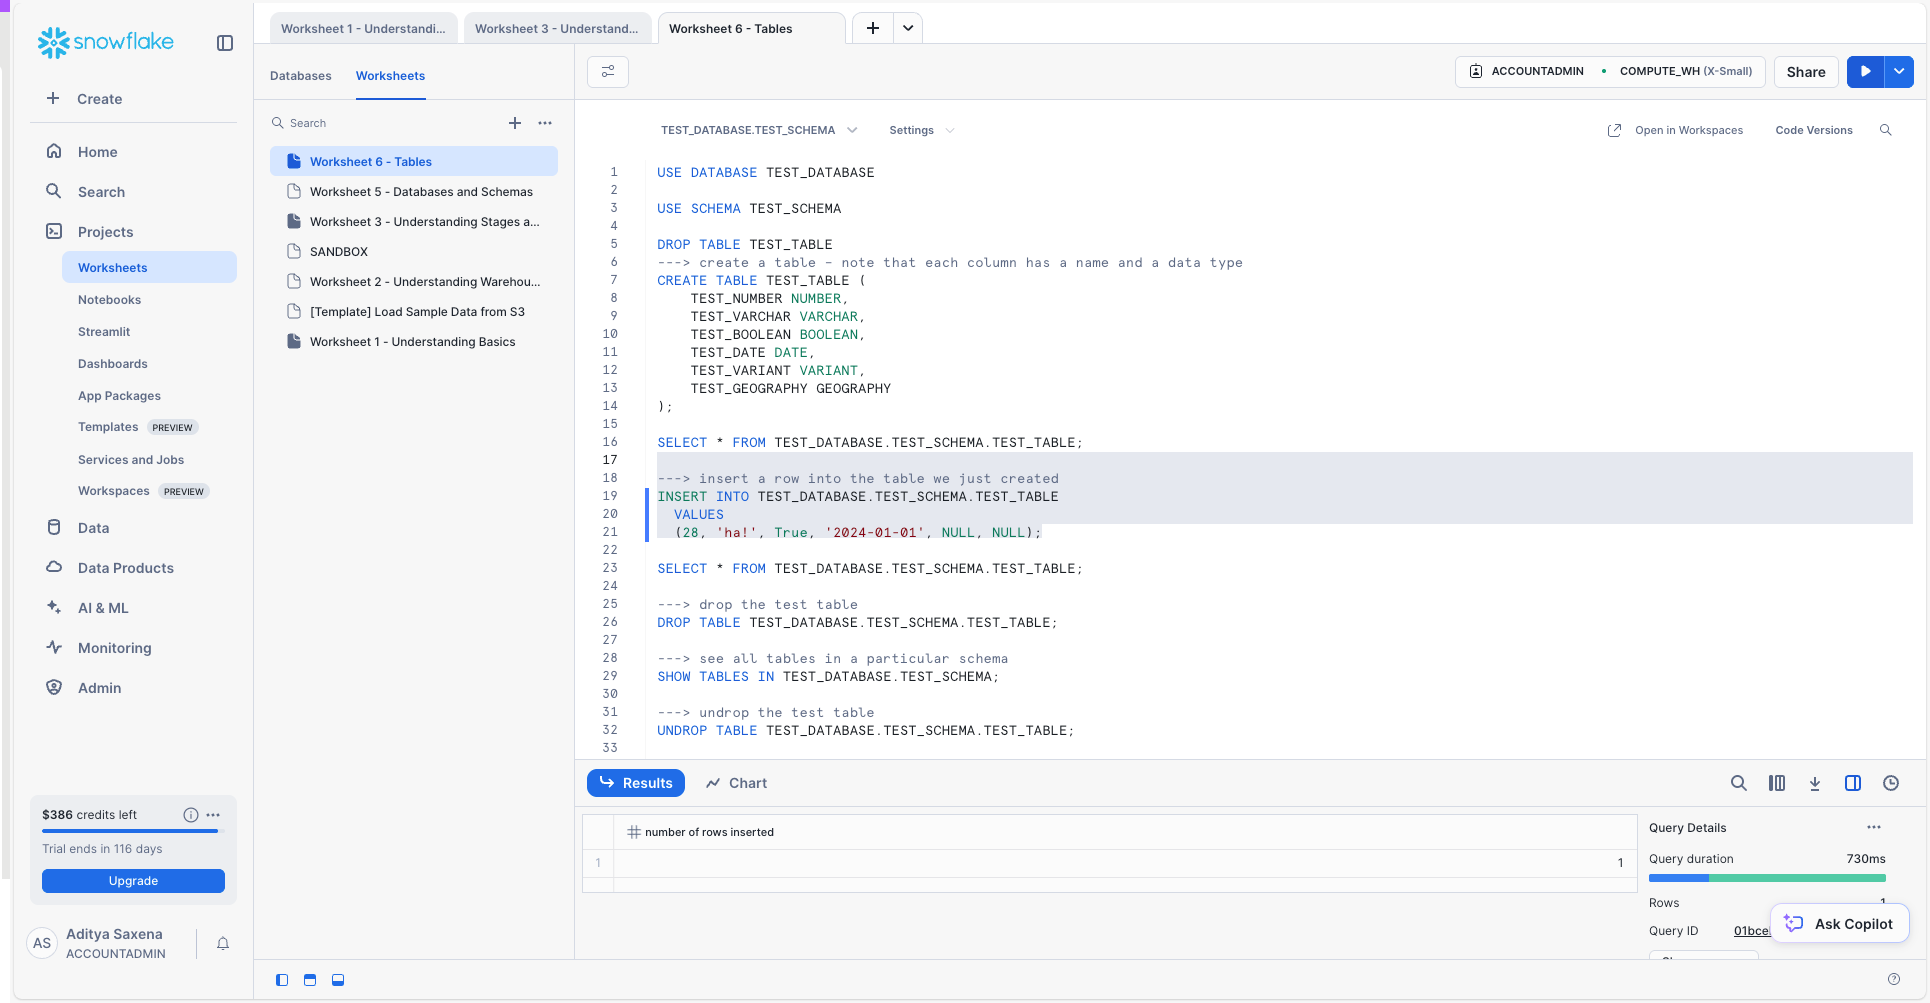 snowflake
Create
Home
Search
Projects
Worksheets
Notebooks
Streamlit
Dashboards
App Packages
Templates PREVIEW
Services and Jobs
Workspaces PREVIEW
Data
Data Products
AI & ML
Monitoring
Admin
$386 credits left
Trial ends in 116 days
Upgrade
AS
Aditya Saxena
ACCOUNTADMIN
Worksheet 1 - Understandi...
Worksheet 3 - Understand...
Worksheet 6 - Tables
Databases
Worksheets
Search
Worksheet 6 - Tables
Worksheet 5 - Databases and Schemas
Worksheet 3 - Understanding Stages a...
SANDBOX
Worksheet 2 - Understanding Warehou...
[Template] Load Sample Data from S3
Worksheet 1 - Understanding Basics
ACCOUNTADMIN COMPUTE_WH (X-Small)
Share
TEST_DATABASE.TEST_SCHEMA
Settings
Open in Workspaces
Code Versions
1 USE DATABASE TEST_DATABASE
2
3 USE SCHEMA TEST_SCHEMA
4
5 DROP TABLE TEST_TABLE
6 ---> create a table – note that each column has a name and a data type
7 CREATE TABLE TEST_TABLE (
8 TEST_NUMBER NUMBER,
9 TEST_VARCHAR VARCHAR,
10 TEST_BOOLEAN BOOLEAN,
11 TEST_DATE DATE,
12 TEST_VARIANT VARIANT,
13 TEST_GEOGRAPHY GEOGRAPHY
14 );
15
16 SELECT * FROM TEST_DATABASE.TEST_SCHEMA.TEST_TABLE;
17
18 ---> insert a row into the table we just created
19 INSERT INTO TEST_DATABASE.TEST_SCHEMA.TEST_TABLE
20 VALUES
21 (28, 'ha!', True, '2024-01-01', NULL, NULL);
22
23 SELECT * FROM TEST_DATABASE.TEST_SCHEMA.TEST_TABLE;
24
25 ---> drop the test table
26 DROP TABLE TEST_DATABASE.TEST_SCHEMA.TEST_TABLE;
27
28 ---> see all tables in a particular schema
29 SHOW TABLES IN TEST_DATABASE.TEST_SCHEMA;
30
31 ---> undrop the test table
32 UNDROP TABLE TEST_DATABASE.TEST_SCHEMA.TEST_TABLE;
33
Results
Chart
number of rows inserted
1 1
Query Details
Query duration 730ms
Rows 1
Query ID
Ask Copilot